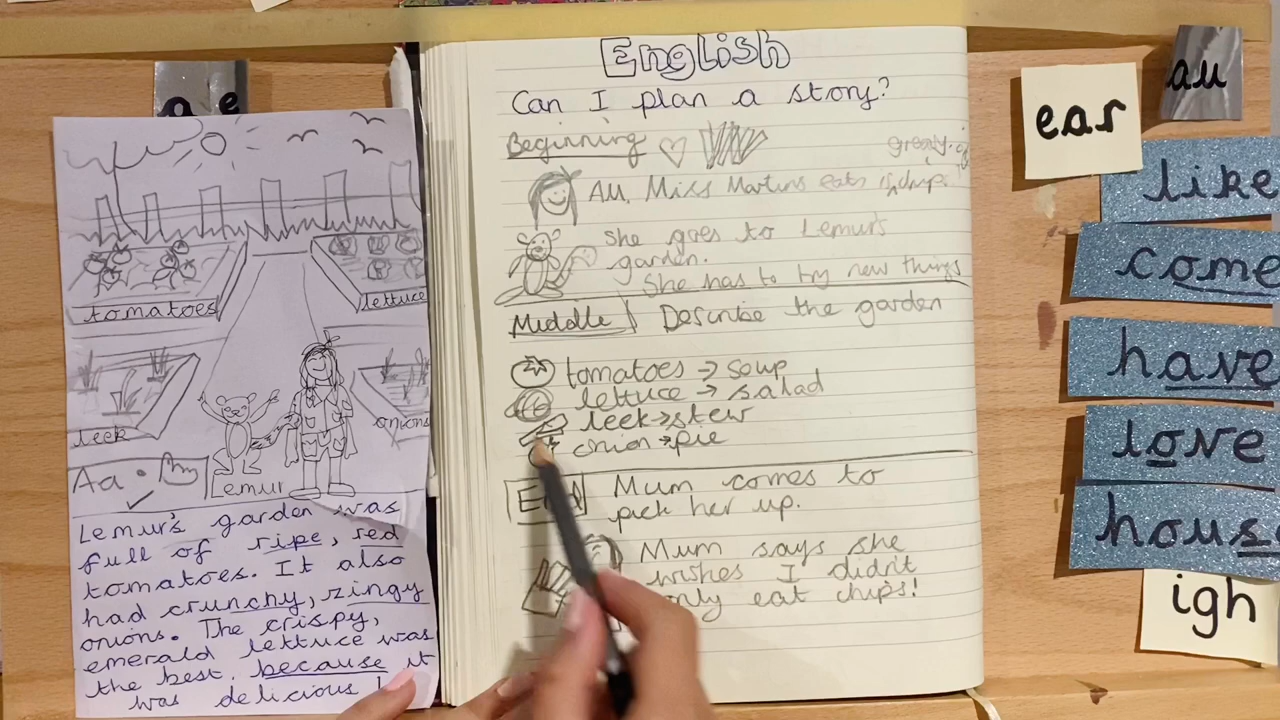 a e
tomatoes
lettuce
leek
onions
Aa
Lemur
Lemur's garden was
full of ripe, red
tomatoes. It also
had crunchy, zingy
onions. The crispy,
emerald lettuce was
the best, because it
was delicious!
English
Can I plan a story?
Beginning
greasy
All Miss Martins eats is chips
She goes to Lemur's
garden.
She has to try new things
Middle Describe the garden
tomatoes → soup
lettuce → salad
leek → stew
onion → pie
End Mum comes to
pick her up.
Mum says she
wishes I didn't
only eat chips!
ear
au
like
come
have
love
hous
igh